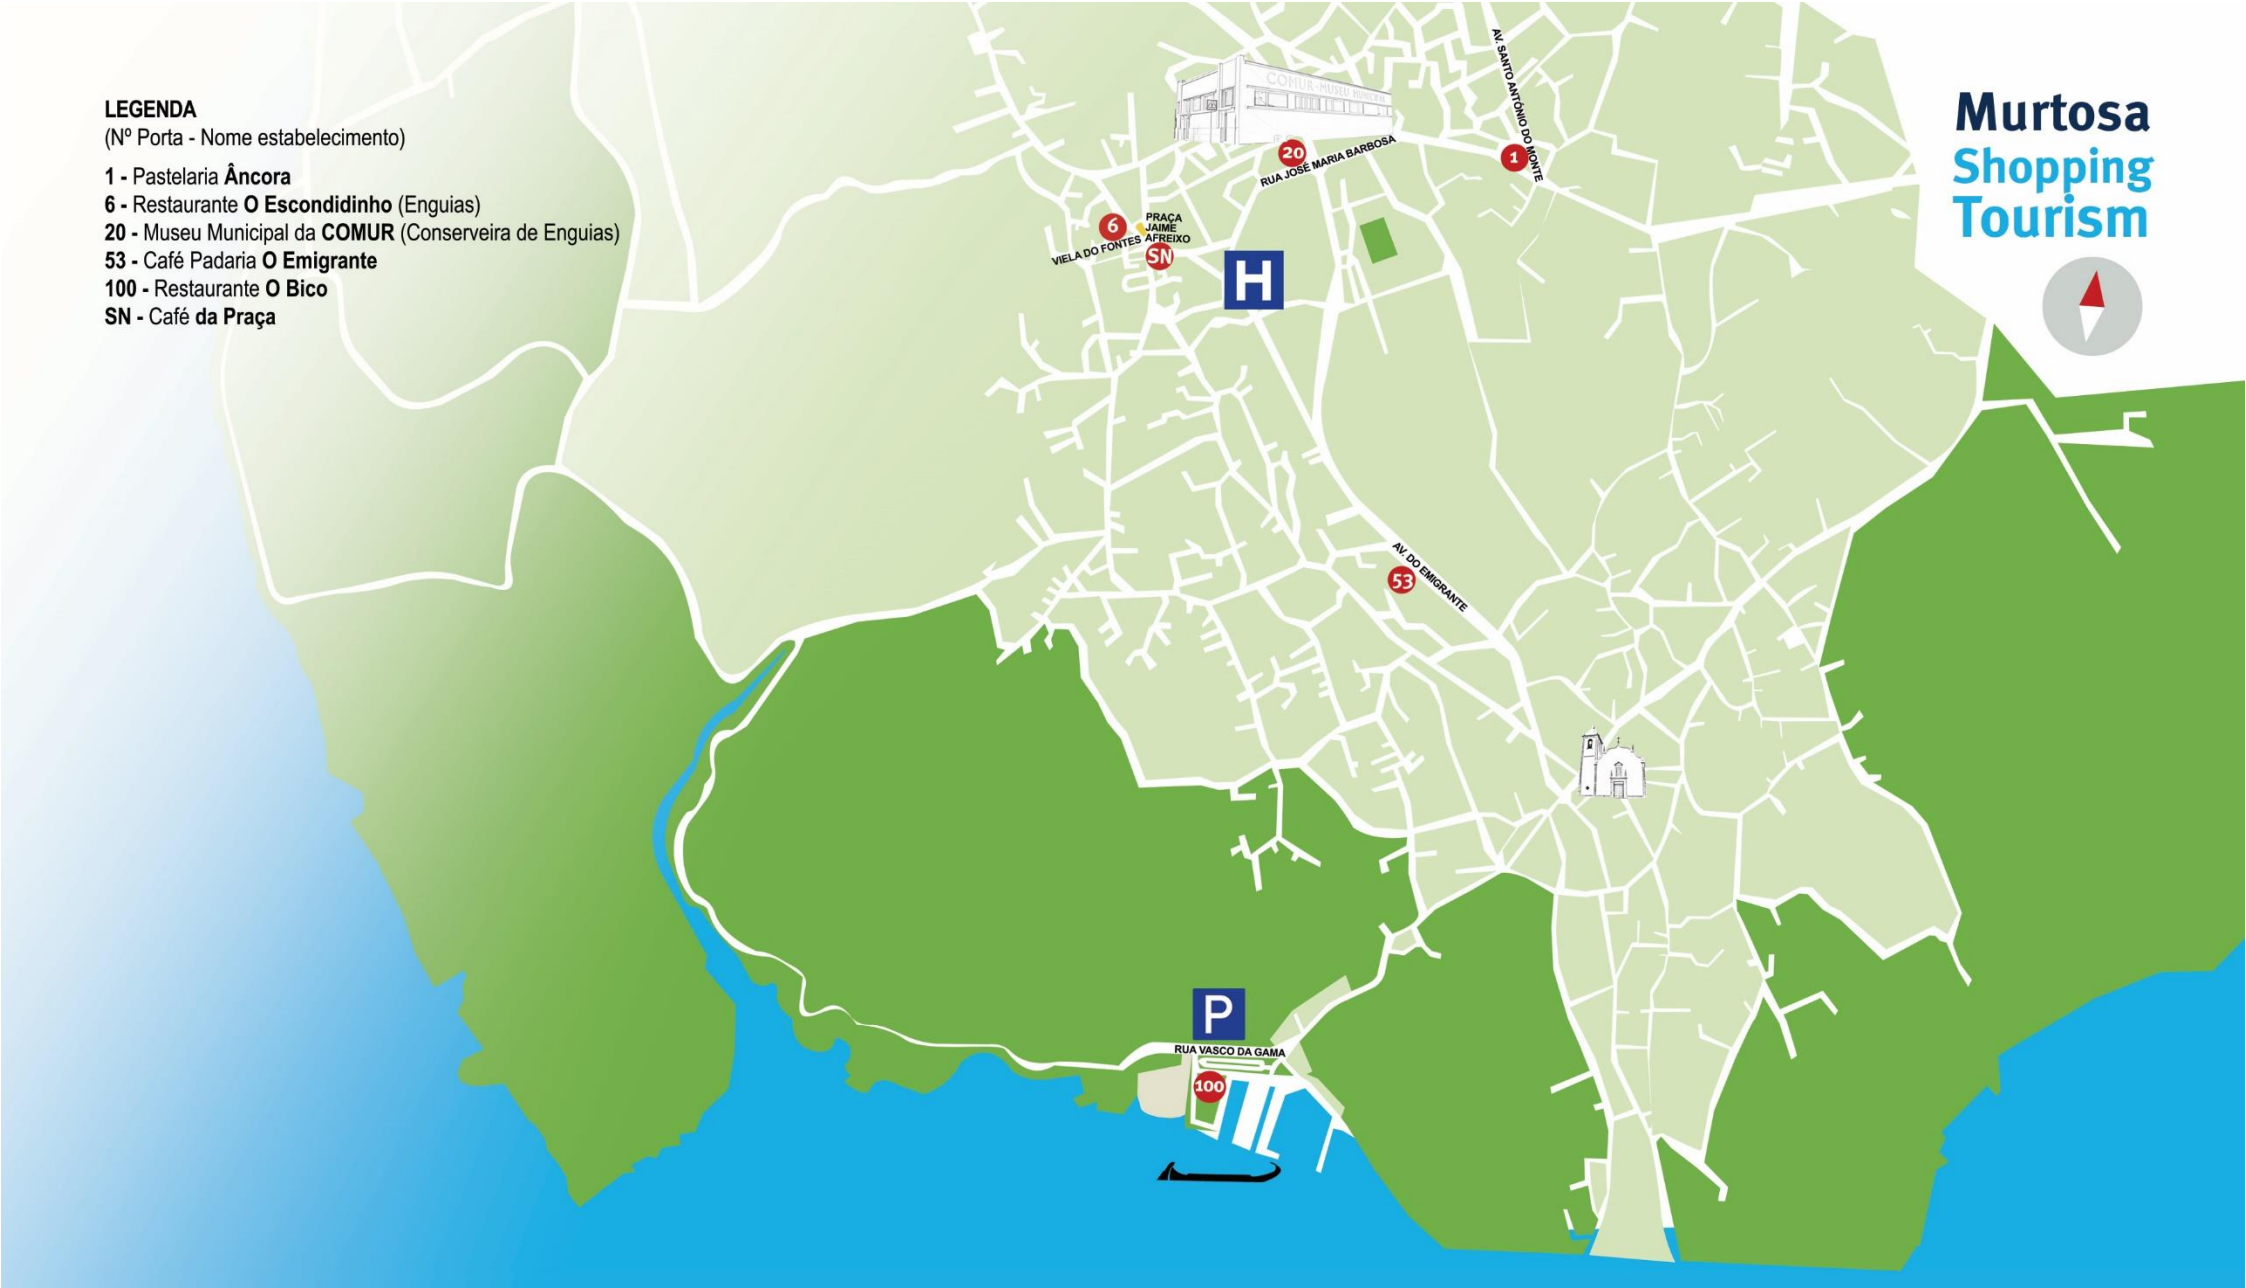 LEGENDA
(Nº Porta - Nome estabelecimento)
1 - Pastelaria Âncora
6 - Restaurante O Escondidinho (Enguias)
20 - Museu Municipal da COMUR (Conserveira de Enguias)
53 - Café Padaria O Emigrante
100 - Restaurante O Bico
SN - Café da Praça
Murtosa
Shopping
Tourism
AV. SANTO ANTÓNIO DO MONTE
COMUR-MUSEU MUNICIPAL
20
RUA JOSÉ MARIA BARBOSA
1
6
PRAÇA
JAIME
AFREIXO
VIELA DO FONTES
SN
H
AV. DO EMIGRANTE
53
P
RUA VASCO DA GAMA
100